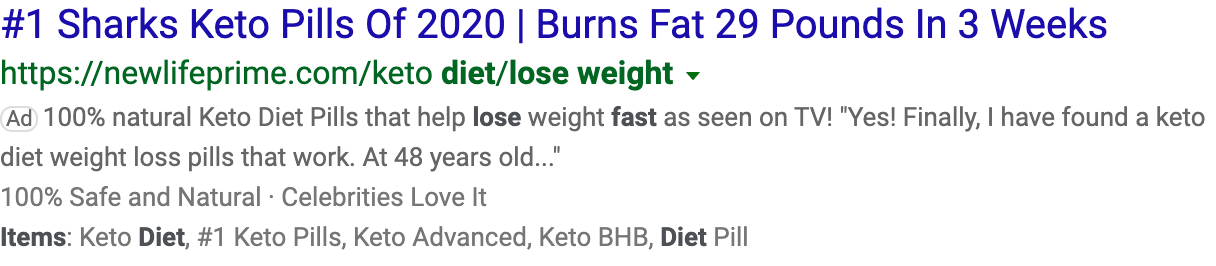 #1 Sharks Keto Pills Of 2020 | Burns Fat 29 Pounds In 3 Weeks
https://newlifeprime.com/keto diet/lose weight
Ad 100% natural Keto Diet Pills that help lose weight fast as seen on TV! "Yes! Finally, I have found a keto
diet weight loss pills that work. At 48 years old..."
100% Safe and Natural · Celebrities Love It
Items: Keto Diet, #1 Keto Pills, Keto Advanced, Keto BHB, Diet Pill